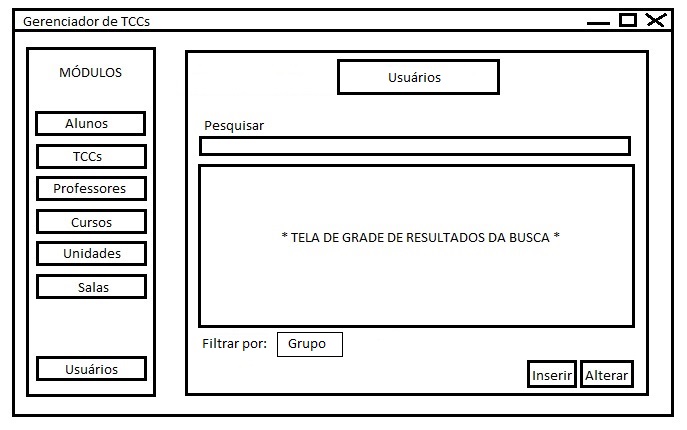 Gerenciador de TCCs
MÓDULOS
Alunos
TCCs
Professores
Cursos
Unidades
Salas
Usuários
Usuários
Pesquisar
* TELA DE GRADE DE RESULTADOS DA BUSCA *
Filtrar por: Grupo
Inserir Alterar